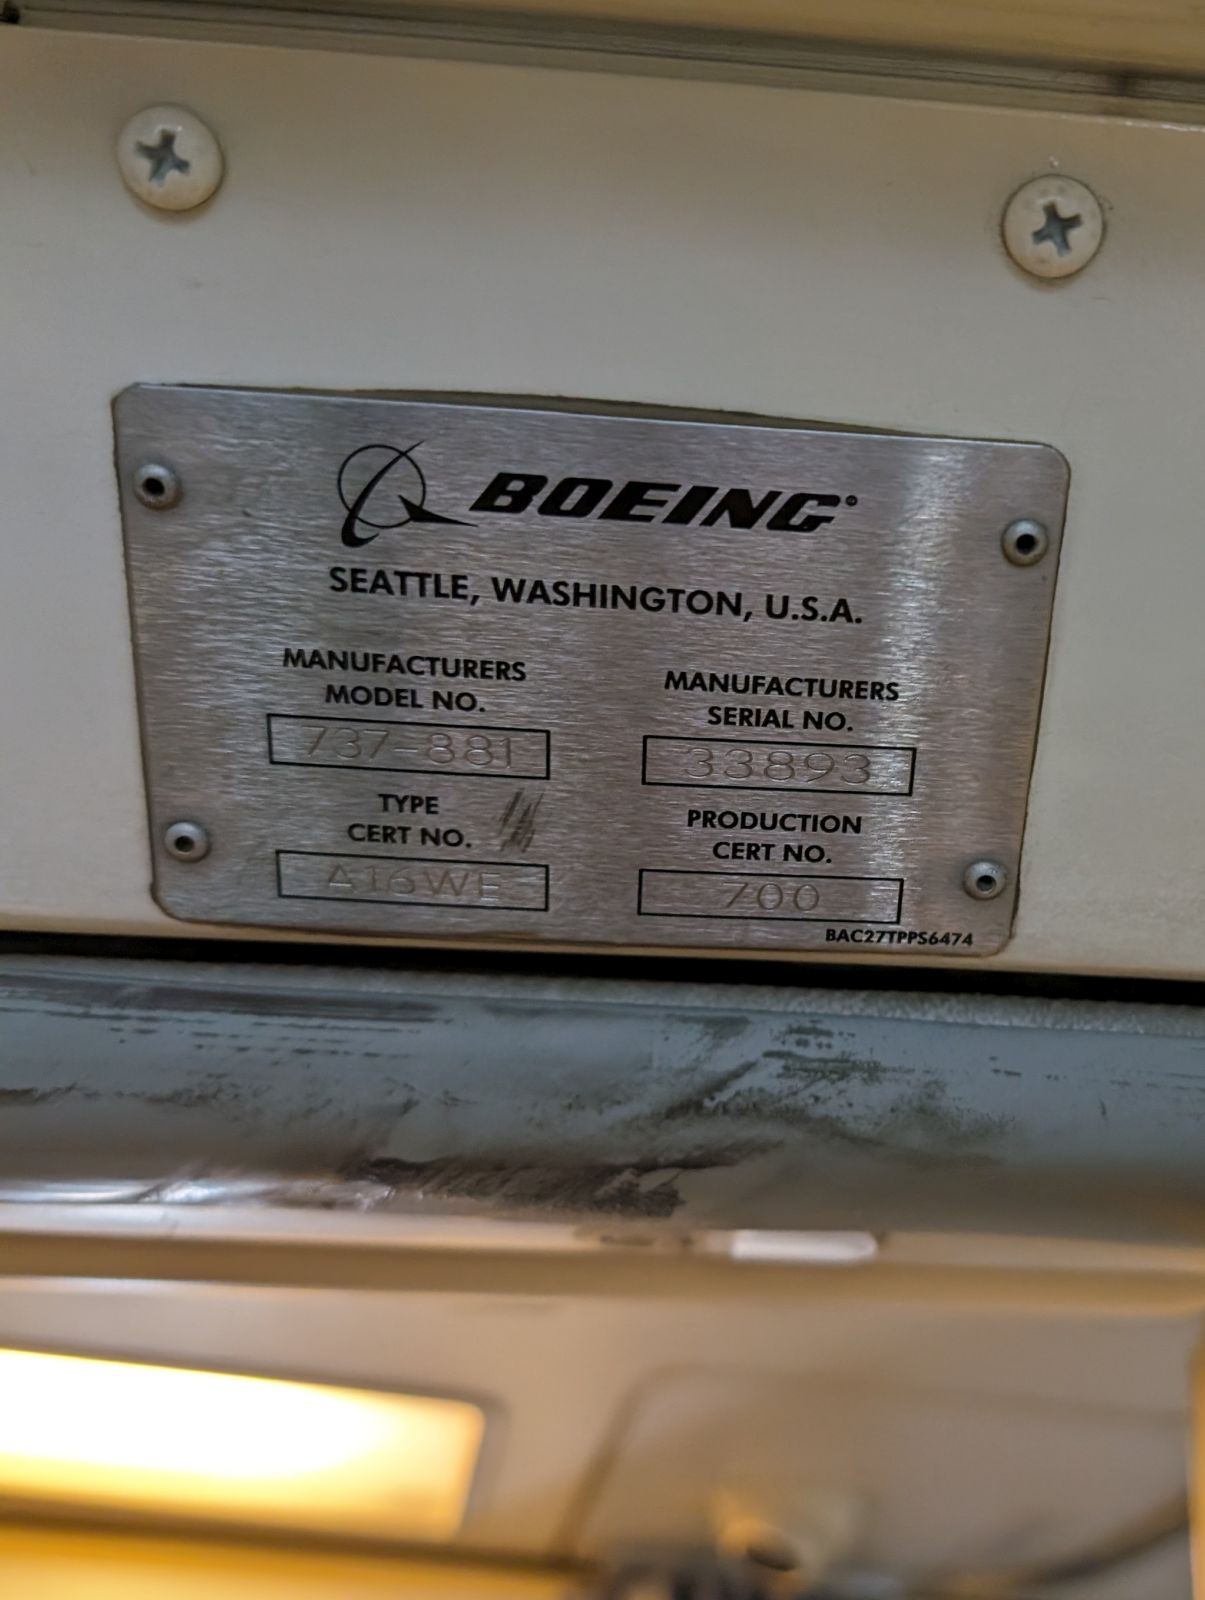 BOEING®
SEATTLE, WASHINGTON, U.S.A.
MANUFACTURERS
MODEL NO.
737-881
MANUFACTURERS
SERIAL NO.
33893
TYPE
CERT NO.
A16WE
PRODUCTION
CERT NO.
700
BAC27TPPS6474